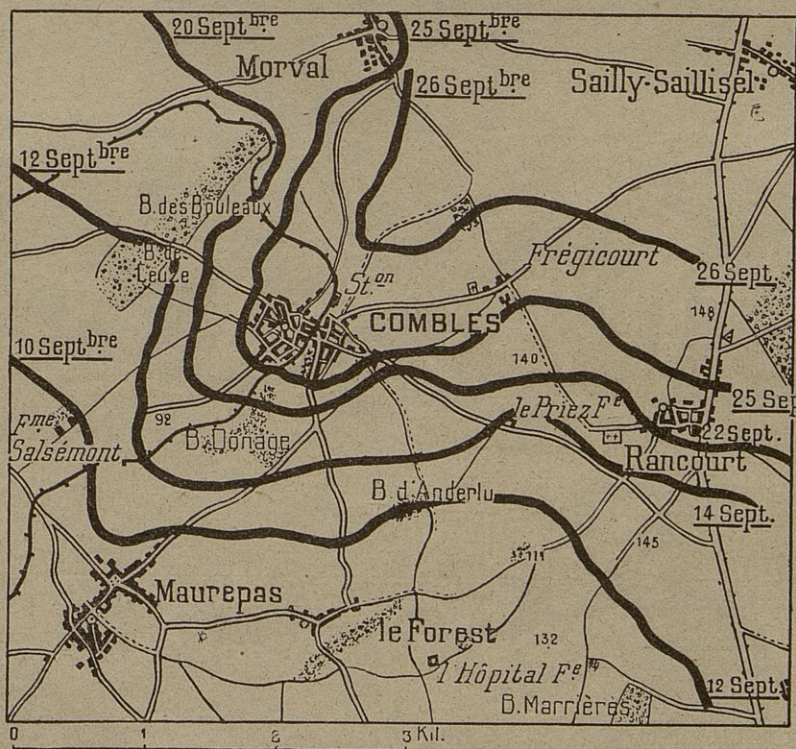 20 Septbre
25 Septbre
Morval
26 Septbre
Sailly-Saillisel
12 Septbre
B. des Bouleaux
B. de Leuze
Frégicourt
26 Sept.
St.on
148
COMBLES
10 Septbre
140
25 Sept
le Priez Fe
92
Fme Salsémont
B. Donage
22 Sept.
Rancourt
B. d'Anderlu
14 Sept.
145
111
Maurepas
le Forest
132
l'Hôpital Fe
12 Sept.
B. Marrières
0 1 2 3 Kil.